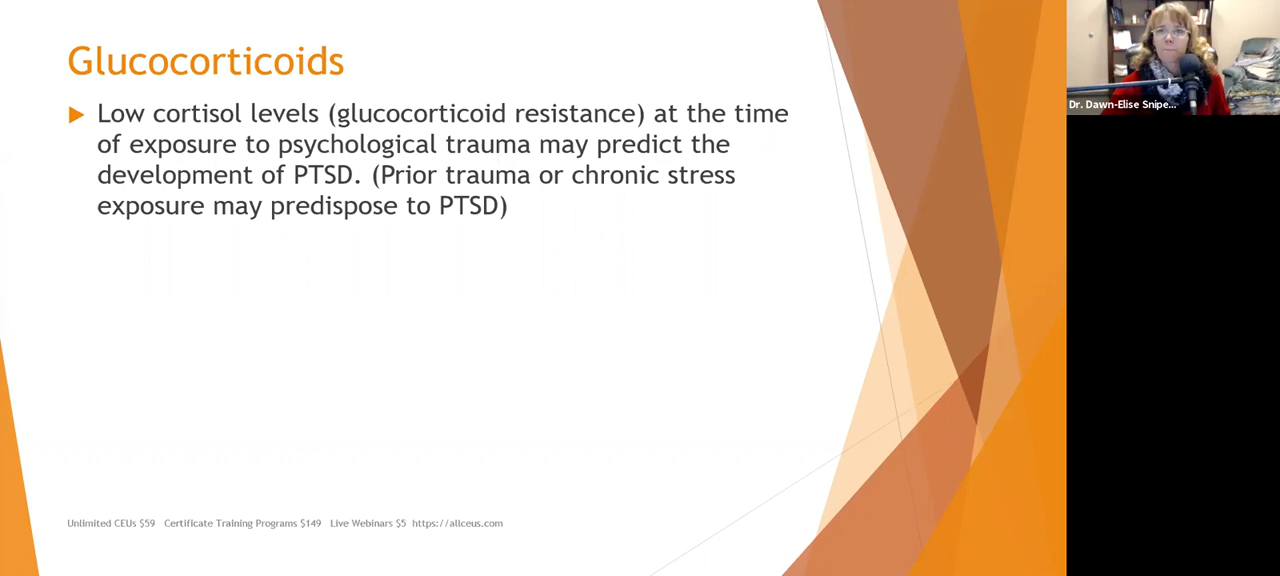 Glucocorticoids
Low cortisol levels (glucocorticoid resistance) at the time
of exposure to psychological trauma may predict the
development of PTSD. (Prior trauma or chronic stress
exposure may predispose to PTSD)
Unlimited CEUs $59 Certificate Training Programs $149 Live Webinars $5 https://allceus.com
Dr. Dawn-Elise Snipe...